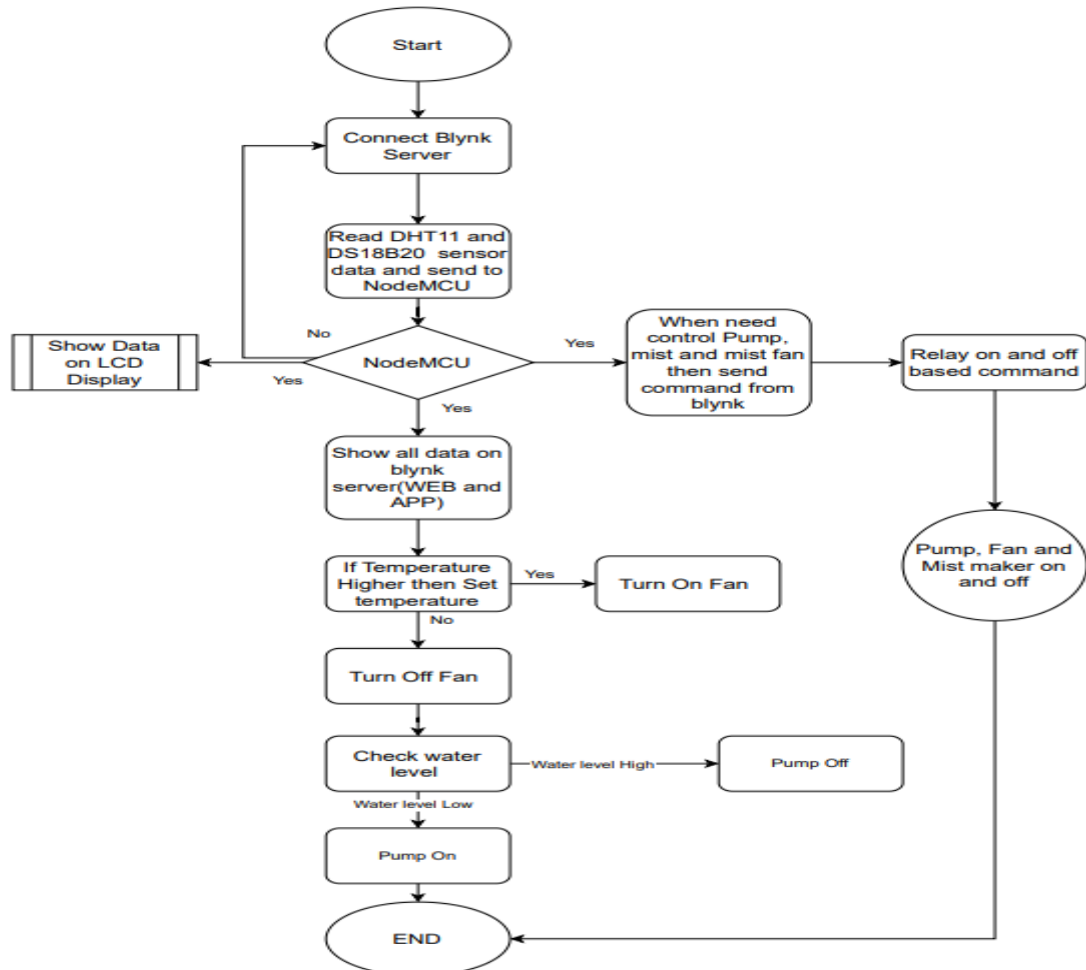 Start
Connect Blynk
Server
Read DHT11 and
DS18B20 sensor
data and send to
NodeMCU
No
NodeMCU
Yes
Show Data
on LCD
Display
Yes
When need
control Pump,
mist and mist fan
then send
command from
blynk
Relay on and off
based command
Yes
Show all data on
blynk
server(WEB and
APP)
If Temperature
Higher then Set
temperature
Yes
Turn On Fan
Pump, Fan and
Mist maker on
and off
No
Turn Off Fan
Check water
level
Water level High
Pump Off
Water level Low
Pump On
END